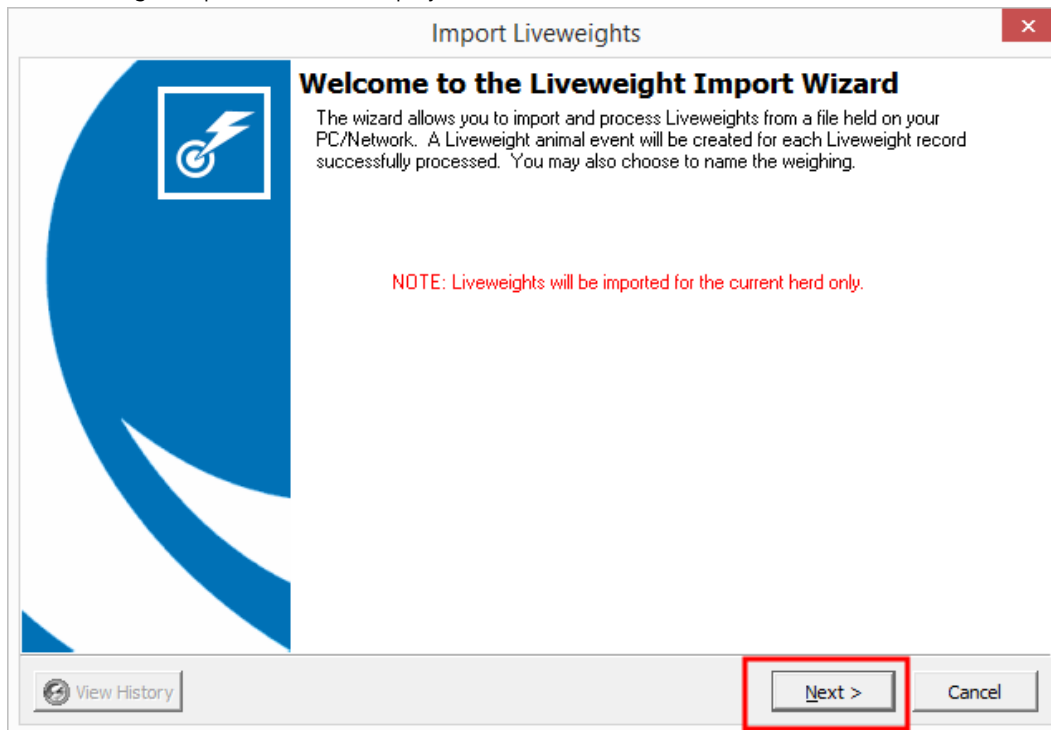 Import Liveweights
Welcome to the Liveweight Import Wizard
The wizard allows you to import and process Liveweights from a file held on your
PC/Network. A Liveweight animal event will be created for each Liveweight record
successfully processed. You may also choose to name the weighing.
NOTE: Liveweights will be imported for the current herd only.
View History
Next >
Cancel